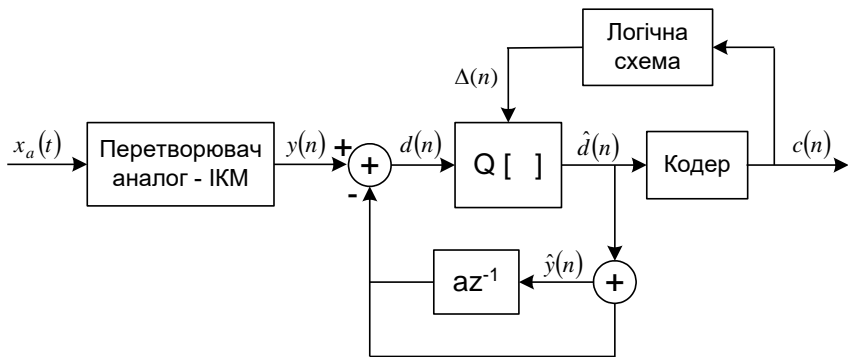 Логічна
схема
Δ(n)
x_a(t)
Перетворювач
аналог - ІКМ
y(n)
+
+
-
d(n)
Q [ ]
d̂(n)
Кодер
c(n)
az⁻¹
ŷ(n)
+